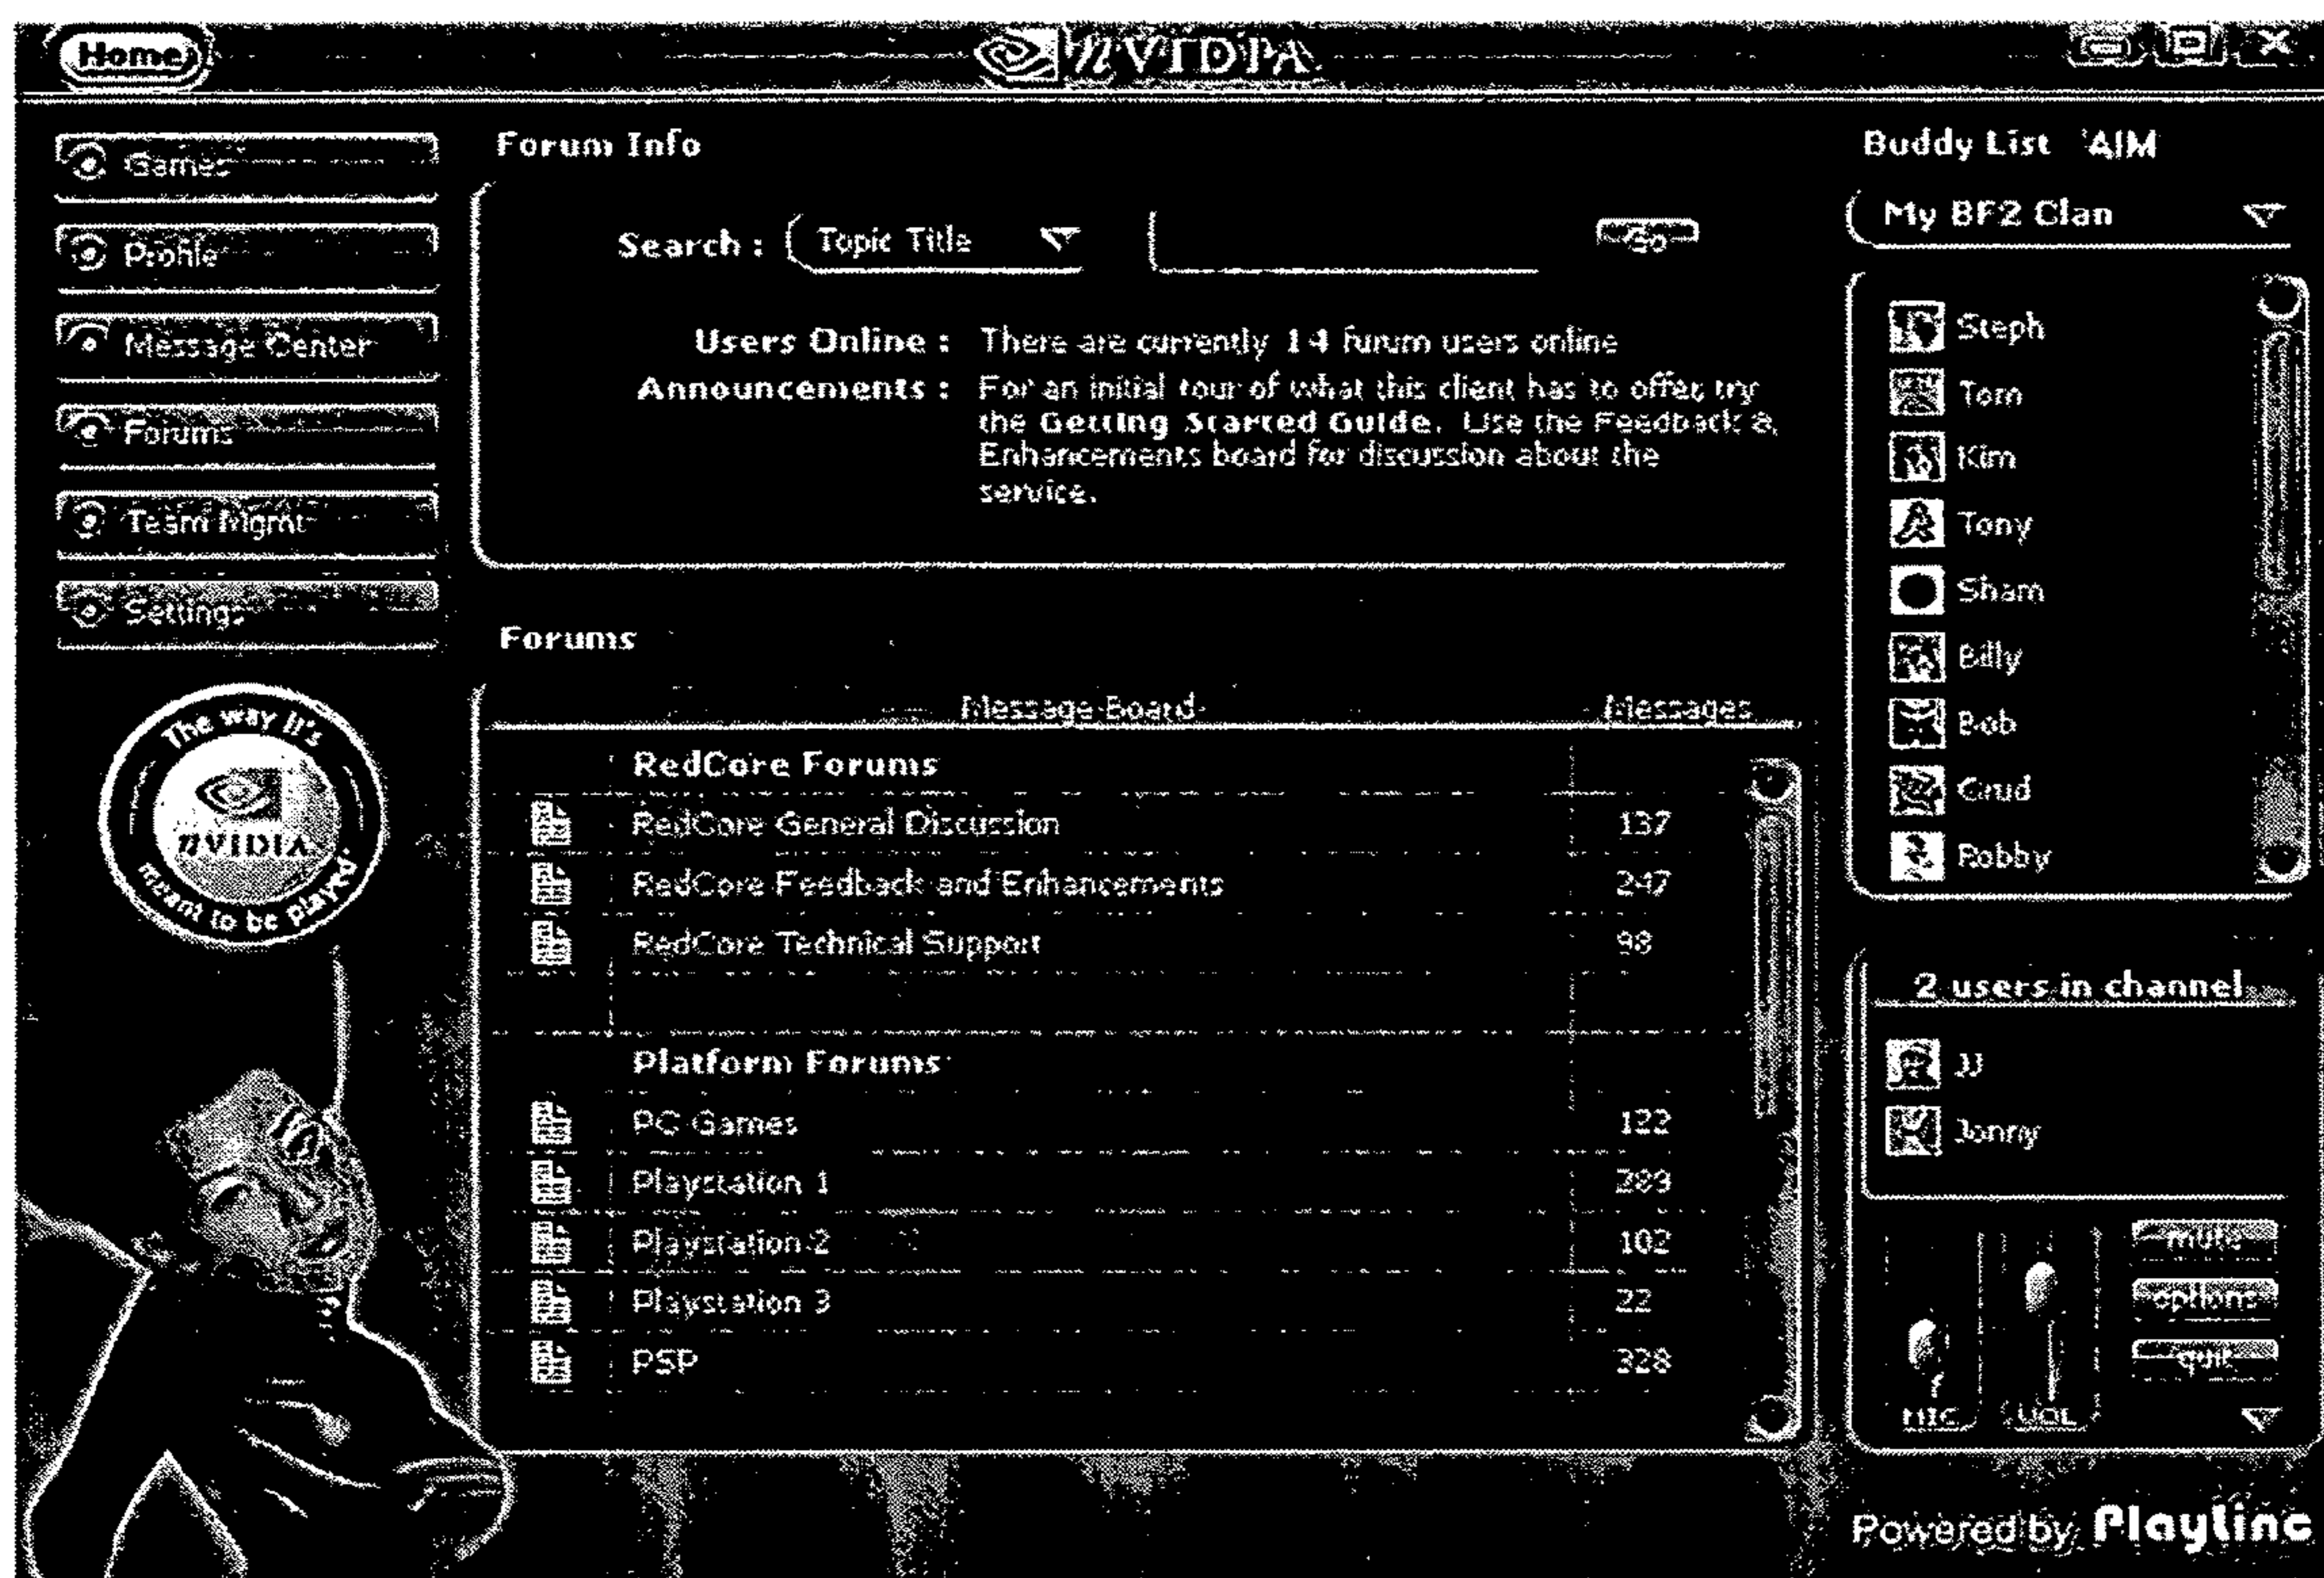 Home
nVIDIA
Games
Profile
Message Center
Forums
Team Mgmt
Settings
The way it's
nVIDIA
meant to be played
Forum Info
Search : Topic Title Go
Users Online : There are currently 14 forum users online
Announcements : For an initial tour of what this client has to offer, try
the Getting Started Guide. Use the Feedback &
Enhancements board for discussion about the
service.
Forums
Message Board Messages
RedCore Forums
RedCore General Discussion 137
RedCore Feedback and Enhancements 247
RedCore Technical Support 98
Platform Forums
PC Games 122
Playstation 1 289
Playstation 2 102
Playstation 3 22
PSP 328
Buddy List AIM
My BF2 Clan
Steph
Tom
Kim
Tony
Sham
Billy
Bob
Robby
2 users in channel
JJ
Jonny
mute
options
quit
MIC VOL
Powered by Playlinc